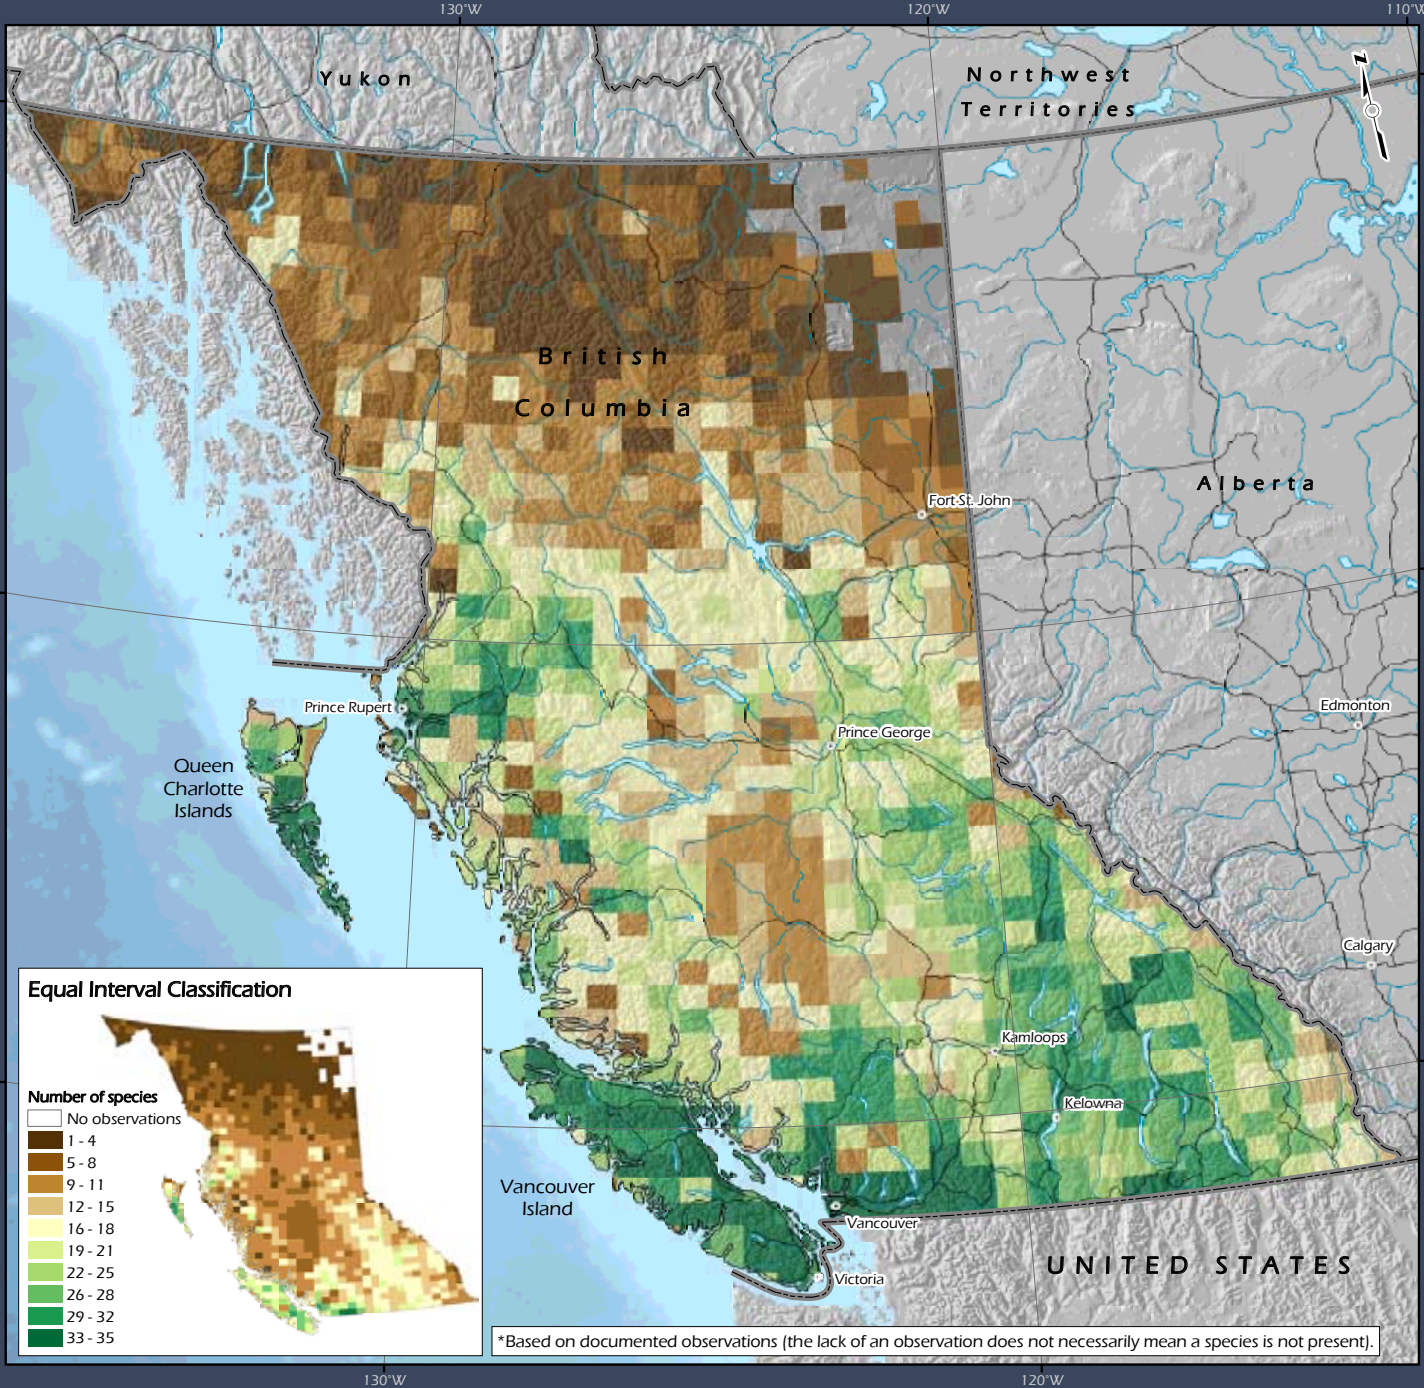 130°W
120°W
110°W
Yukon
Northwest
Territories
British
Columbia
Alberta
Fort St. John
Edmonton
Prince Rupert
Prince George
Queen
Charlotte
Islands
Calgary
Kamloops
Kelowna
Vancouver
Island
Vancouver
Victoria
UNITED STATES
Equal Interval Classification
Number of species
No observations
1 - 4
5 - 8
9 - 11
12 - 15
16 - 18
19 - 21
22 - 25
26 - 28
29 - 32
33 - 35
*Based on documented observations (the lack of an observation does not necessarily mean a species is not present).
130°W
120°W